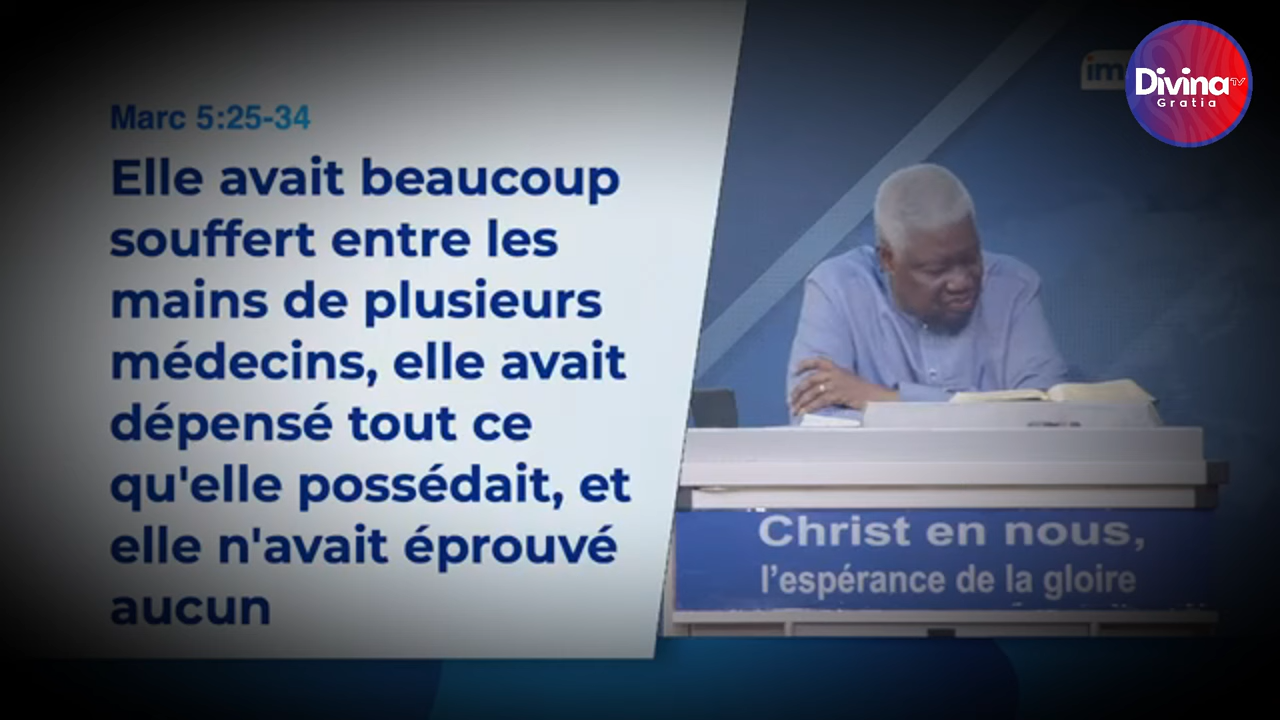 Marc 5:25-34
Elle avait beaucoup
souffert entre les
mains de plusieurs
médecins, elle avait
dépensé tout ce
qu'elle possédait, et
elle n'avait éprouvé
aucun
im
Divina TV
Gratia
Christ en nous,
l'espérance de la gloire